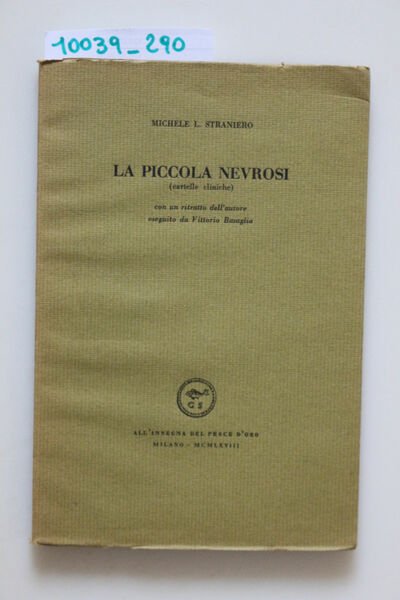 10039_290
MICHELE L. STRANIERO
LA PICCOLA NEVROSI
(cartelle cliniche)
con un ritratto dell'autore
eseguito da Vittorio Basaglia
G S
ALL'INSEGNA DEL PESCE D'ORO
MILANO - MCMLXVIII